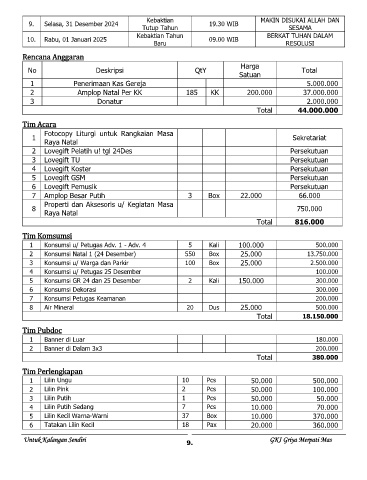 9. Selasa, 31 Desember 2024 Kebaktian Tutup Tahun 19.30 WIB MAKIN DISUKAI ALLAH DAN SESAMA
10. Rabu, 01 Januari 2025 Kebaktian Tahun Baru 09.00 WIB BERKAT TUHAN DALAM RESOLUSI
Rencana Anggaran
No Deskripsi QtY Harga Satuan Total
1 Penerimaan Kas Gereja 5.000.000
2 Amplop Natal Per KK 185 KK 200.000 37.000.000
3 Donatur 2.000.000
Total 44.000.000
Tim Acara
1 Fotocopy Liturgi untuk Rangkaian Masa Raya Natal Sekretariat
2 Lovegift Pelatih u/ tgl 24Des Persekutuan
3 Lovegift TU Persekutuan
4 Lovegift Koster Persekutuan
5 Lovegift GSM Persekutuan
6 Lovegift Pemusik Persekutuan
7 Amplop Besar Putih 3 Box 22.000 66.000
8 Properti dan Aksesoris u/ Kegiatan Masa Raya Natal 750.000
Total 816.000
Tim Komsumsi
1 Konsumsi u/ Petugas Adv. 1 - Adv. 4 5 Kali 100.000 500.000
2 Konsumsi Natal 1 (24 Desember) 550 Box 25.000 13.750.000
3 Konsumsi u/ Warga dan Parkir 100 Box 25.000 2.500.000
4 Konsumsi u/ Petugas 25 Desember 100.000
5 Konsumsi GR 24 dan 25 Desember 2 Kali 150.000 300.000
6 Konsumsi Dekorasi 300.000
7 Konsumsi Petugas Keamanan 200.000
8 Air Mineral 20 Dus 25.000 500.000
Total 18.150.000
Tim Pubdoc
1 Banner di Luar 180.000
2 Banner di Dalam 3x3 200.000
Total 380.000
Tim Perlengkapan
1 Lilin Ungu 10 Pcs 50.000 500,000
2 Lilin Pink 2 Pcs 50.000 100.000
3 Lilin Putih 1 Pcs 50.000 50.000
4 Lilin Putih Sedang 7 Pcs 10.000 70.000
5 Lilin Kecil Warna-Warni 37 Box 10.000 370.000
6 Tatakan Lilin Kecil 18 Pax 20.000 360.000
Untuk Kalangan Sendiri GKI Griya Merpati Mas
9.